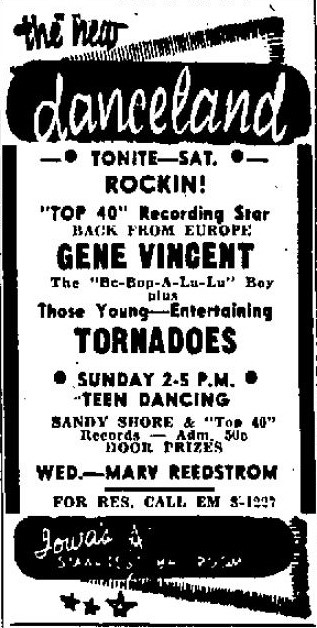 the new
danceland
TONITE—SAT.
ROCKIN!
"TOP 40" Recording Star
BACK FROM EUROPE
GENE VINCENT
The "Be-Bop-A-Lu-Lu" Boy
plus
Those Young—Entertaining
TORNADOES
• SUNDAY 2-5 P.M. •
TEEN DANCING
SANDY SHORE & "Top 40"
Records — Adm. 50c
DOOR PRIZES
WED.—MARV REEDSTROM
FOR RES. CALL EM
Iowa's